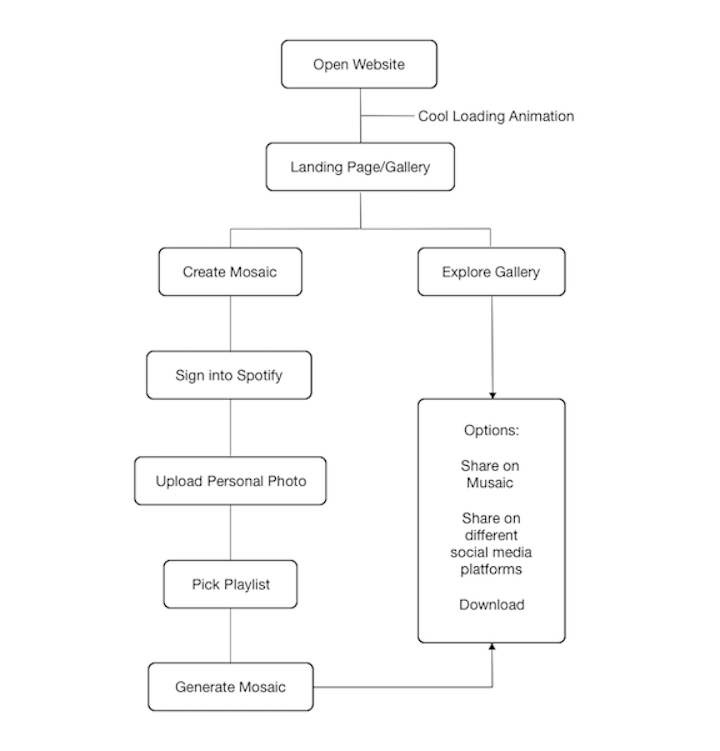 Open Website
Cool Loading Animation
Landing Page/Gallery
Create Mosaic
Explore Gallery
Sign into Spotify
Upload Personal Photo
Pick Playlist
Generate Mosaic
Options:
Share on
Musaic
Share on
different
social media
platforms
Download